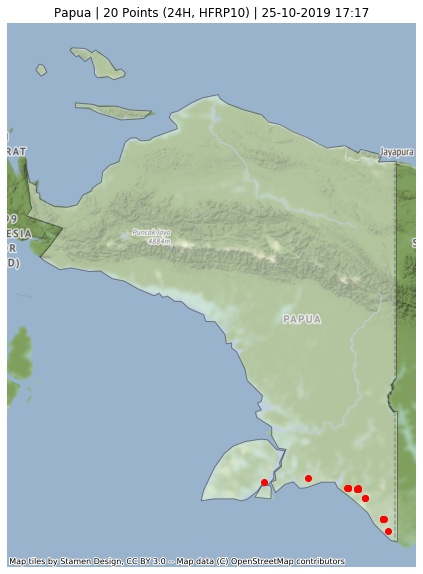 Papua | 20 Points (24H, HFRP10) | 25-10-2019 17:17
Jayapura
RAT
99
ESIA
R
D)
Puncak Jaya
4884m
S
PAPUA
Map tiles by Stamen Design, CC BY 3.0 -- Map data (C) OpenStreetMap contributors